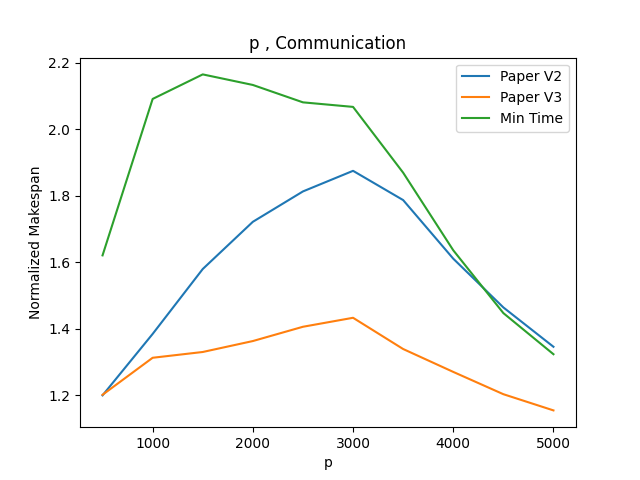 p , Communication
Paper V2
Paper V3
Min Time
Normalized Makespan
2.2
2.0
1.8
1.6
1.4
1.2
1000
2000
3000
4000
5000
p